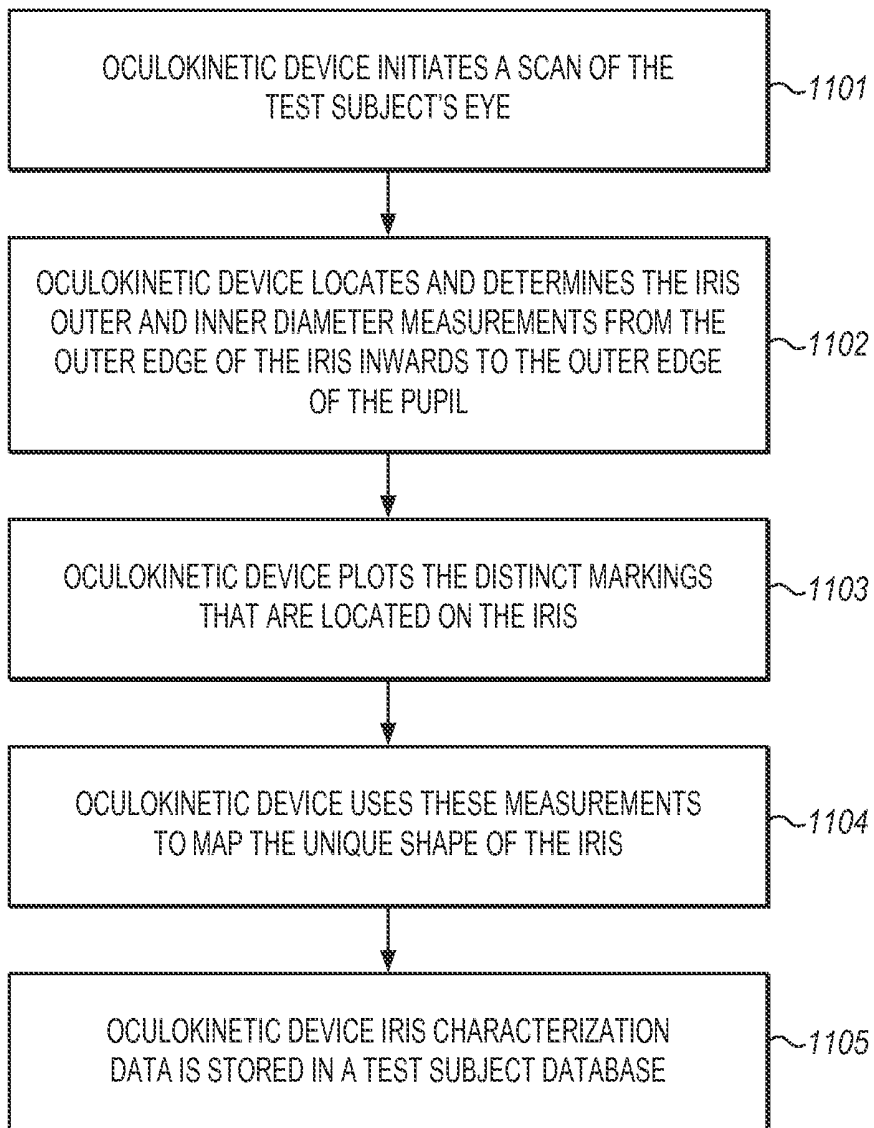 OCULOKINETIC DEVICE INITIATES A SCAN OF THE
TEST SUBJECT'S EYE
1101
OCULOKINETIC DEVICE LOCATES AND DETERMINES THE IRIS
OUTER AND INNER DIAMETER MEASUREMENTS FROM THE
OUTER EDGE OF THE IRIS INWARDS TO THE OUTER EDGE
OF THE PUPIL
1102
OCULOKINETIC DEVICE PLOTS THE DISTINCT MARKINGS
THAT ARE LOCATED ON THE IRIS
1103
OCULOKINETIC DEVICE USES THESE MEASUREMENTS
TO MAP THE UNIQUE SHAPE OF THE IRIS
1104
OCULOKINETIC DEVICE IRIS CHARACTERIZATION
DATA IS STORED IN A TEST SUBJECT DATABASE
1105